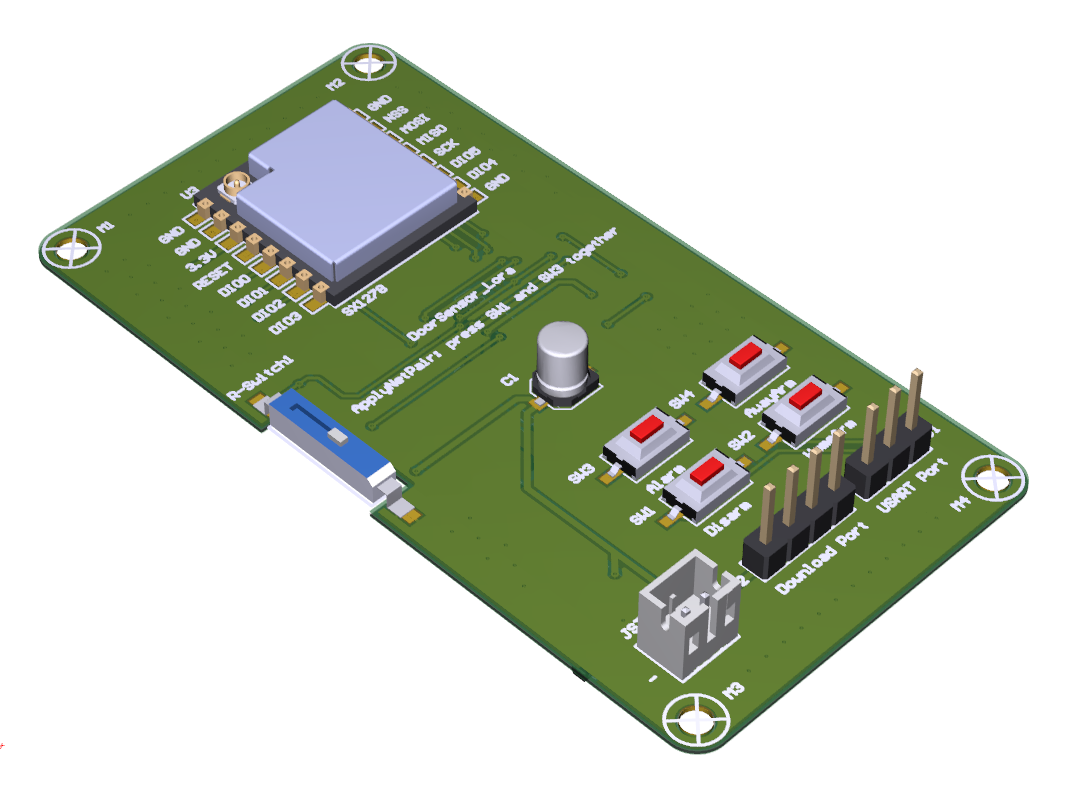 M2
GND
NSS
MOSI
MISO
SCK
DIO5
DIO4
GND
U3
M1
GND
GND
3.3V
RESET
DIO0
DIO1
DIO2
DIO3
SX1278
DoorSensor_Lora
ApplyNetPair: press SW1 and SW3 together
R-Switch1
C1
SW4
SW2
SW3
Alarm
SW1
Disarm
USART Port
Download Port
M4
-
M3